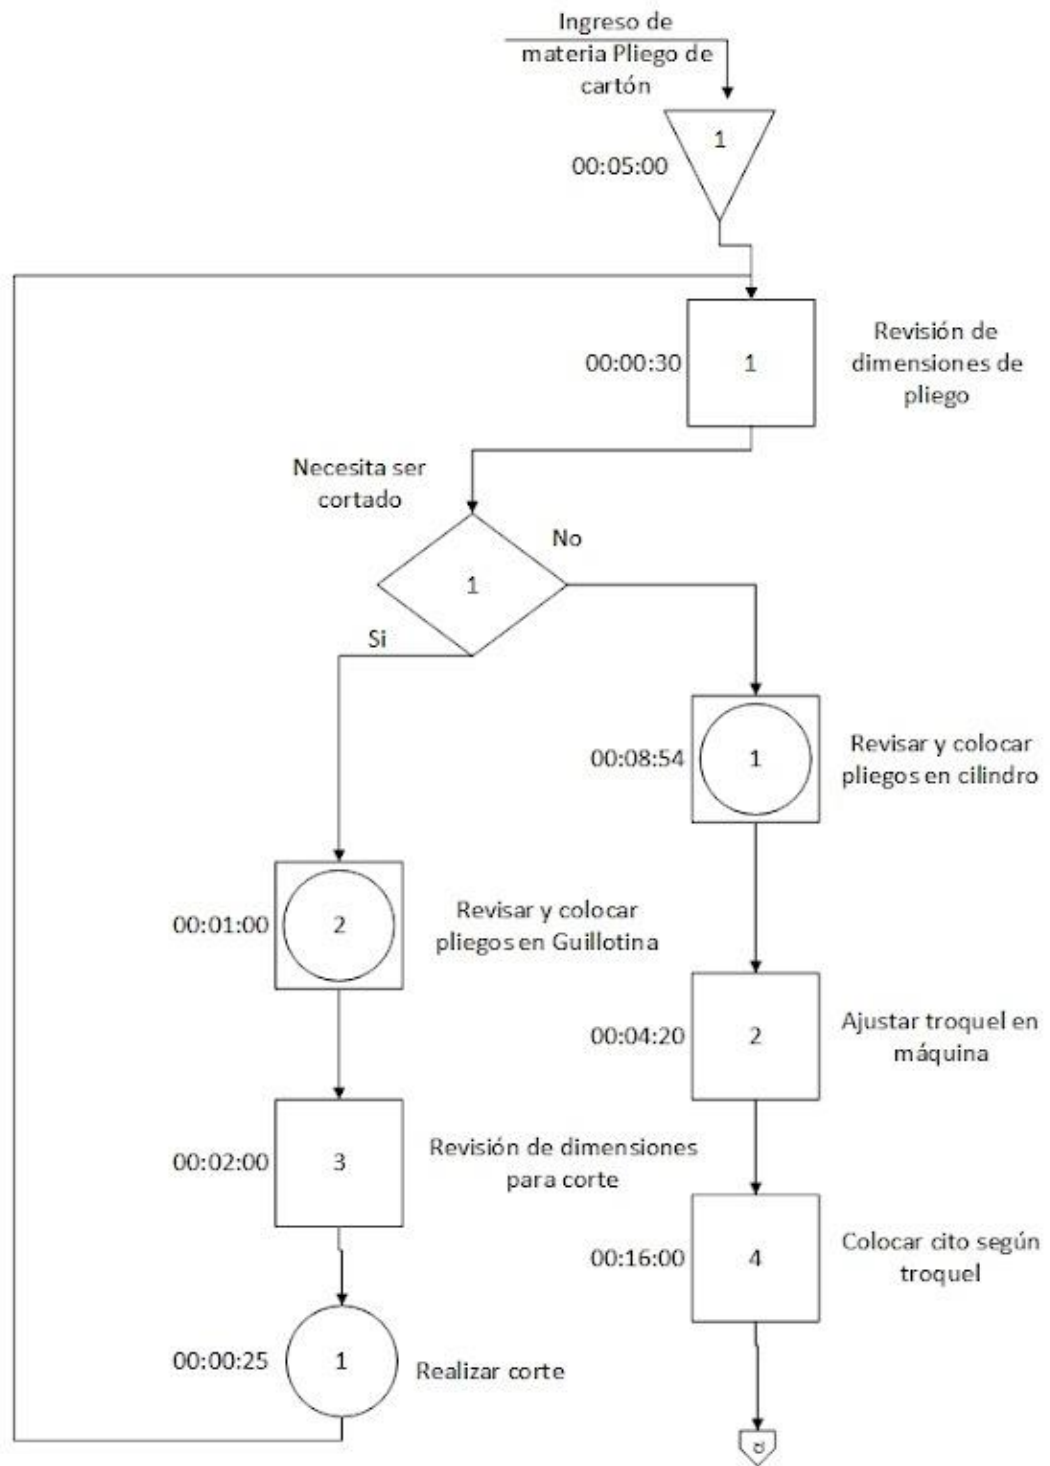 Ingreso de
materia Pliego de
cartón
1
00:05:00
00:00:30
1
Revisión de
dimensiones de
pliego
Necesita ser
cortado
No
1
Si
00:08:54
1
Revisar y colocar
pliegos en cilindro
00:01:00
2
Revisar y colocar
pliegos en Guillotina
00:04:20
2
Ajustar troquel en
máquina
00:02:00
3
Revisión de dimensiones
para corte
00:16:00
4
Colocar cito según
troquel
00:00:25
1
Realizar corte
α